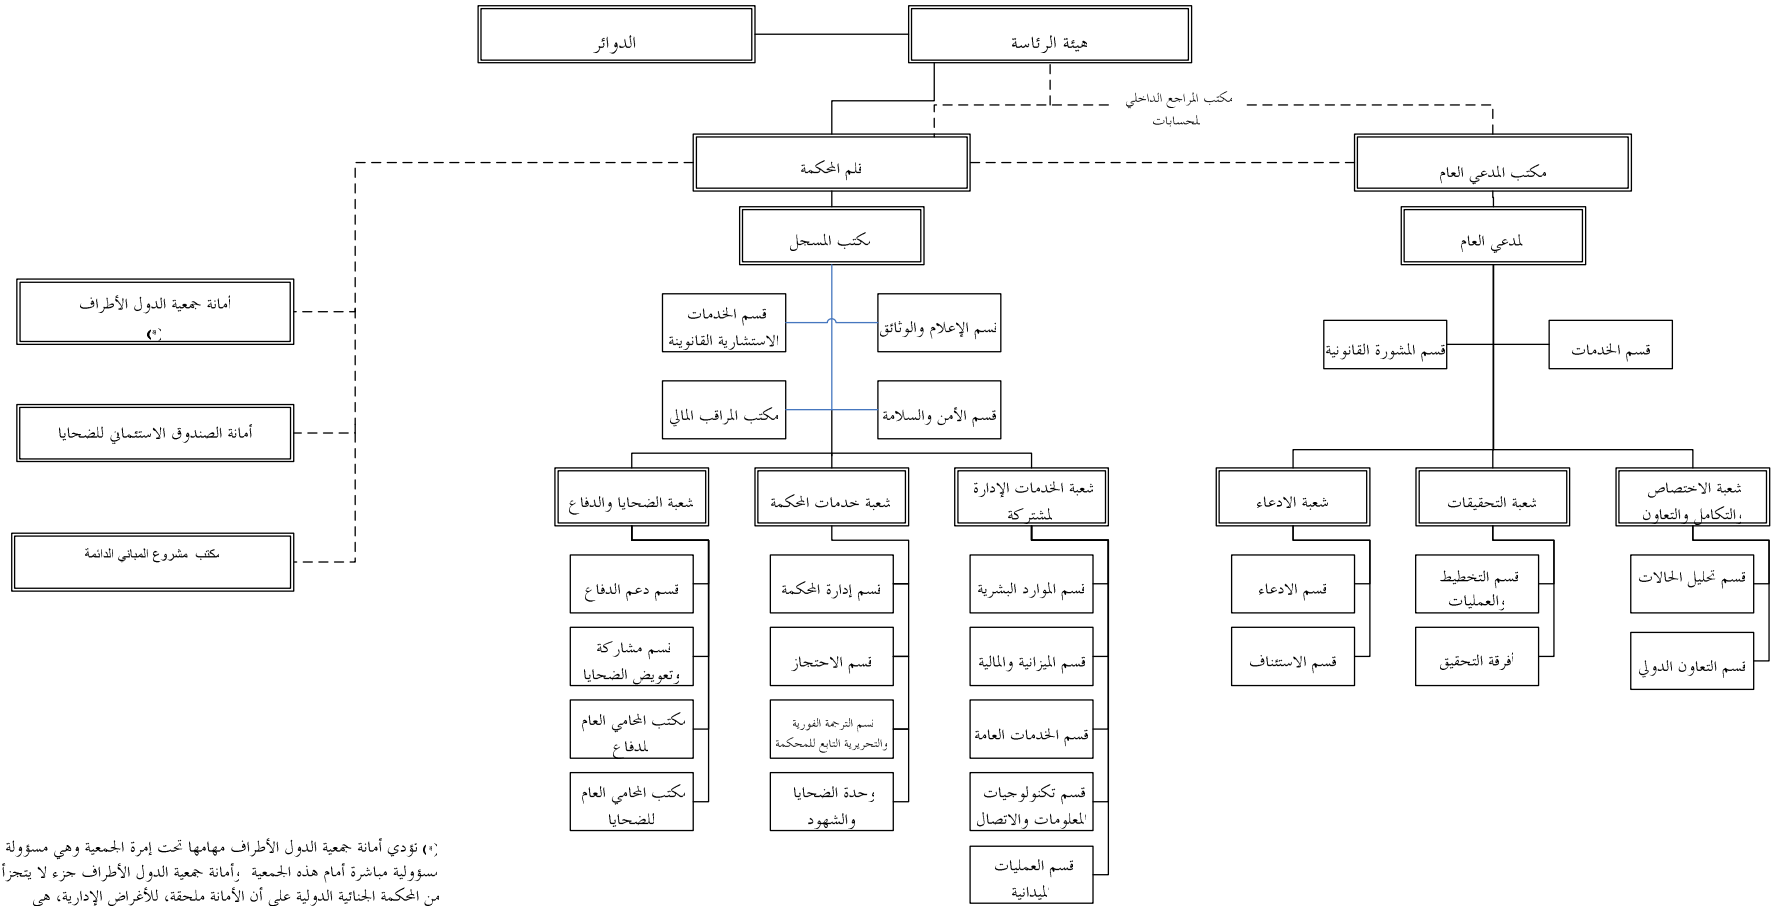 هيئة الرئاسة
الدوائر
مكتب المراجع الداخلي
للحسابات
قلم المحكمة
مكتب المدعي العام
مكتب المسجل
المدعي العام
أمانة جمعية الدول الأطراف
(*)
أمانة الصندوق الاستئماني للضحايا
مكتب مشروع المباني الدائمة
قسم الإعلام والوثائق
قسم الخدمات
الاستشارية القانوينة
قسم الأمن والسلامة
مكتب المراقب المالي
قسم الخدمات
قسم المشورة القانونية
شعبة الاختصاص
والتكامل والتعاون
شعبة التحقيقات
شعبة الادعاء
شعبة الخدمات الإدارة
المشتركة
شعبة خدمات المحكمة
شعبة الضحايا والدفاع
قسم تحليل الحالات
قسم التعاون الدولي
قسم التخطيط
والعمليات
أفرقة التحقيق
قسم الادعاء
قسم الاستئناف
قسم الموارد البشرية
قسم الميزانية والمالية
قسم الخدمات العامة
قسم تكنولوجيات
المعلومات والاتصال
قسم العمليات
الميدانية
قسم إدارة المحكمة
قسم الاحتجاز
قسم الترجمة الفورية
والتحريرية التابع للمحكمة
وحدة الضحايا
والشهود
قسم دعم الدفاع
قسم مشاركة
وتعويض الضحايا
مكتب المحامي العام
للدفاع
مكتب المحامي العام
للضحايا
(*) تؤدي أمانة جمعية الدول الأطراف مهامها تحت إمرة الجمعية وهي مسؤولة
مسؤولية مباشرة أمام هذه الجمعية وأمانة جمعية الدول الأطراف جزء لا يتجزأ
من المحكمة الجنائية الدولية على أن الأمانة ملحقة، للأغراض الإدارية، هي